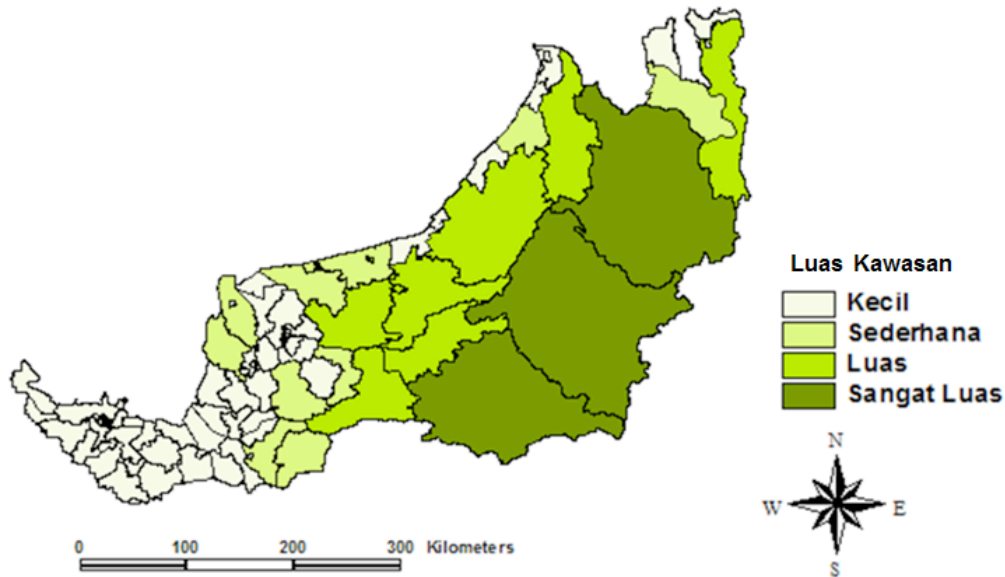 Luas Kawasan
Kecil
Sederhana
Luas
Sangat Luas
N
W E
S
0 100 200 300 Kilometers